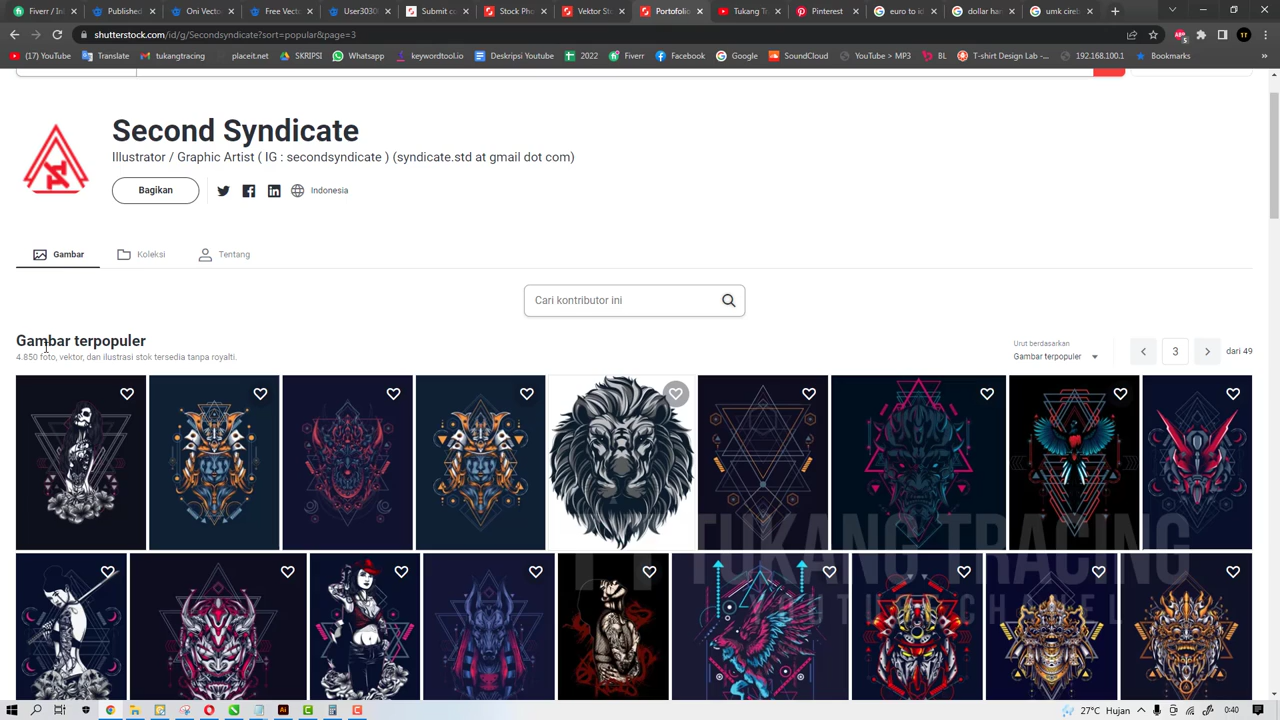 Fiverr / In
Published
Oni Vecto
Free Vect
User3030
Submit co
Stock Pho
Vektor Sto
Portofolio
Tukang Tr
Pinterest
euro to id
dollar har
umk cireb
shutterstock.com/id/g/Secondsyndicate?sort=popular&page=3
(17) YouTube
Translate
tukangtracing
placeit.net/
SKRIPSI
Whatsapp
keywordtool.io
Deskripsi Youtube
2022
Fiverr
Facebook
Google
SoundCloud
YouTube > MP3
BL
T-shirt Design Lab -...
192.168.100.1
Bookmarks
Second Syndicate
Illustrator / Graphic Artist ( IG : secondsyndicate ) (syndicate.std at gmail dot com)
Bagikan
Indonesia
Gambar
Koleksi
Tentang
Cari kontributor ini
Gambar terpopuler
4.850 foto, vektor, dan ilustrasi stok tersedia tanpa royalti.
Urut berdasarkan
Gambar terpopuler
3
dari 49
TUKANG TRACING
27°C Hujan
0:40